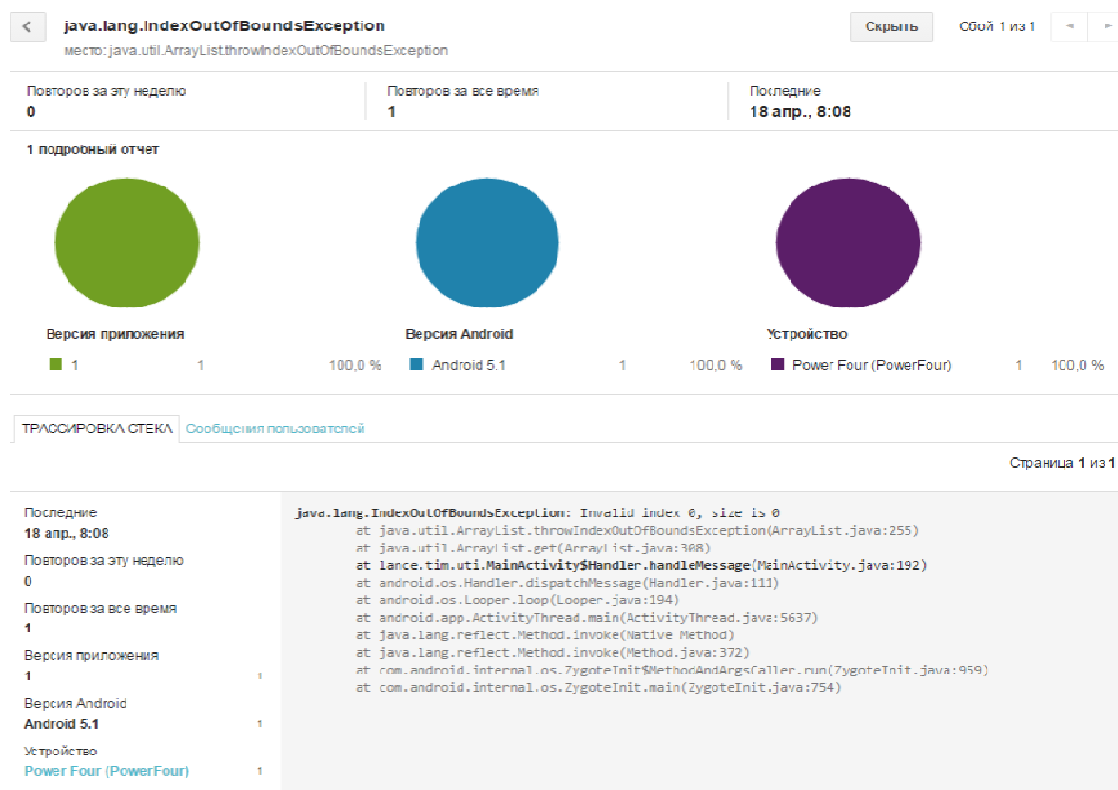 java.lang.IndexOutOfBoundsException
место: java.util.ArrayList.throwIndexOutOfBoundsException
Скрыть
Сбой 1 из 1
Повторов за эту неделю
0
Повторов за все время
1
Последние
18 апр., 8:08
1 подробный отчет
Версия приложения
1 1 100,0 %
Версия Android
Android 5.1 1 100,0 %
Устройство
Power Four (PowerFour) 1 100,0 %
ТРАССИРОВКА СТЕКА Сообщения пользователей
Страница 1 из 1
Последние
18 апр., 8:08
Повторов за эту неделю
0
Повторов за все время
1
Версия приложения
1 1
Версия Android
Android 5.1 1
Устройство
Power Four (PowerFour) 1
java.lang.IndexOutOfBoundsException: Invalid index 0, size is 0
at java.util.ArrayList.throwIndexOutOfBoundsException(ArrayList.java:255)
at java.util.ArrayList.get(ArrayList.java:308)
at lance.tim.uti.MainActivity$Handler.handleMessage(MainActivity.java:192)
at android.os.Handler.dispatchMessage(Handler.java:111)
at android.os.Looper.loop(Looper.java:194)
at android.app.ActivityThread.main(ActivityThread.java:5637)
at java.lang.reflect.Method.invoke(Native Method)
at java.lang.reflect.Method.invoke(Method.java:372)
at com.android.internal.os.ZygoteInit$MethodAndArgsCaller.run(ZygoteInit.java:959)
at com.android.internal.os.ZygoteInit.main(ZygoteInit.java:754)